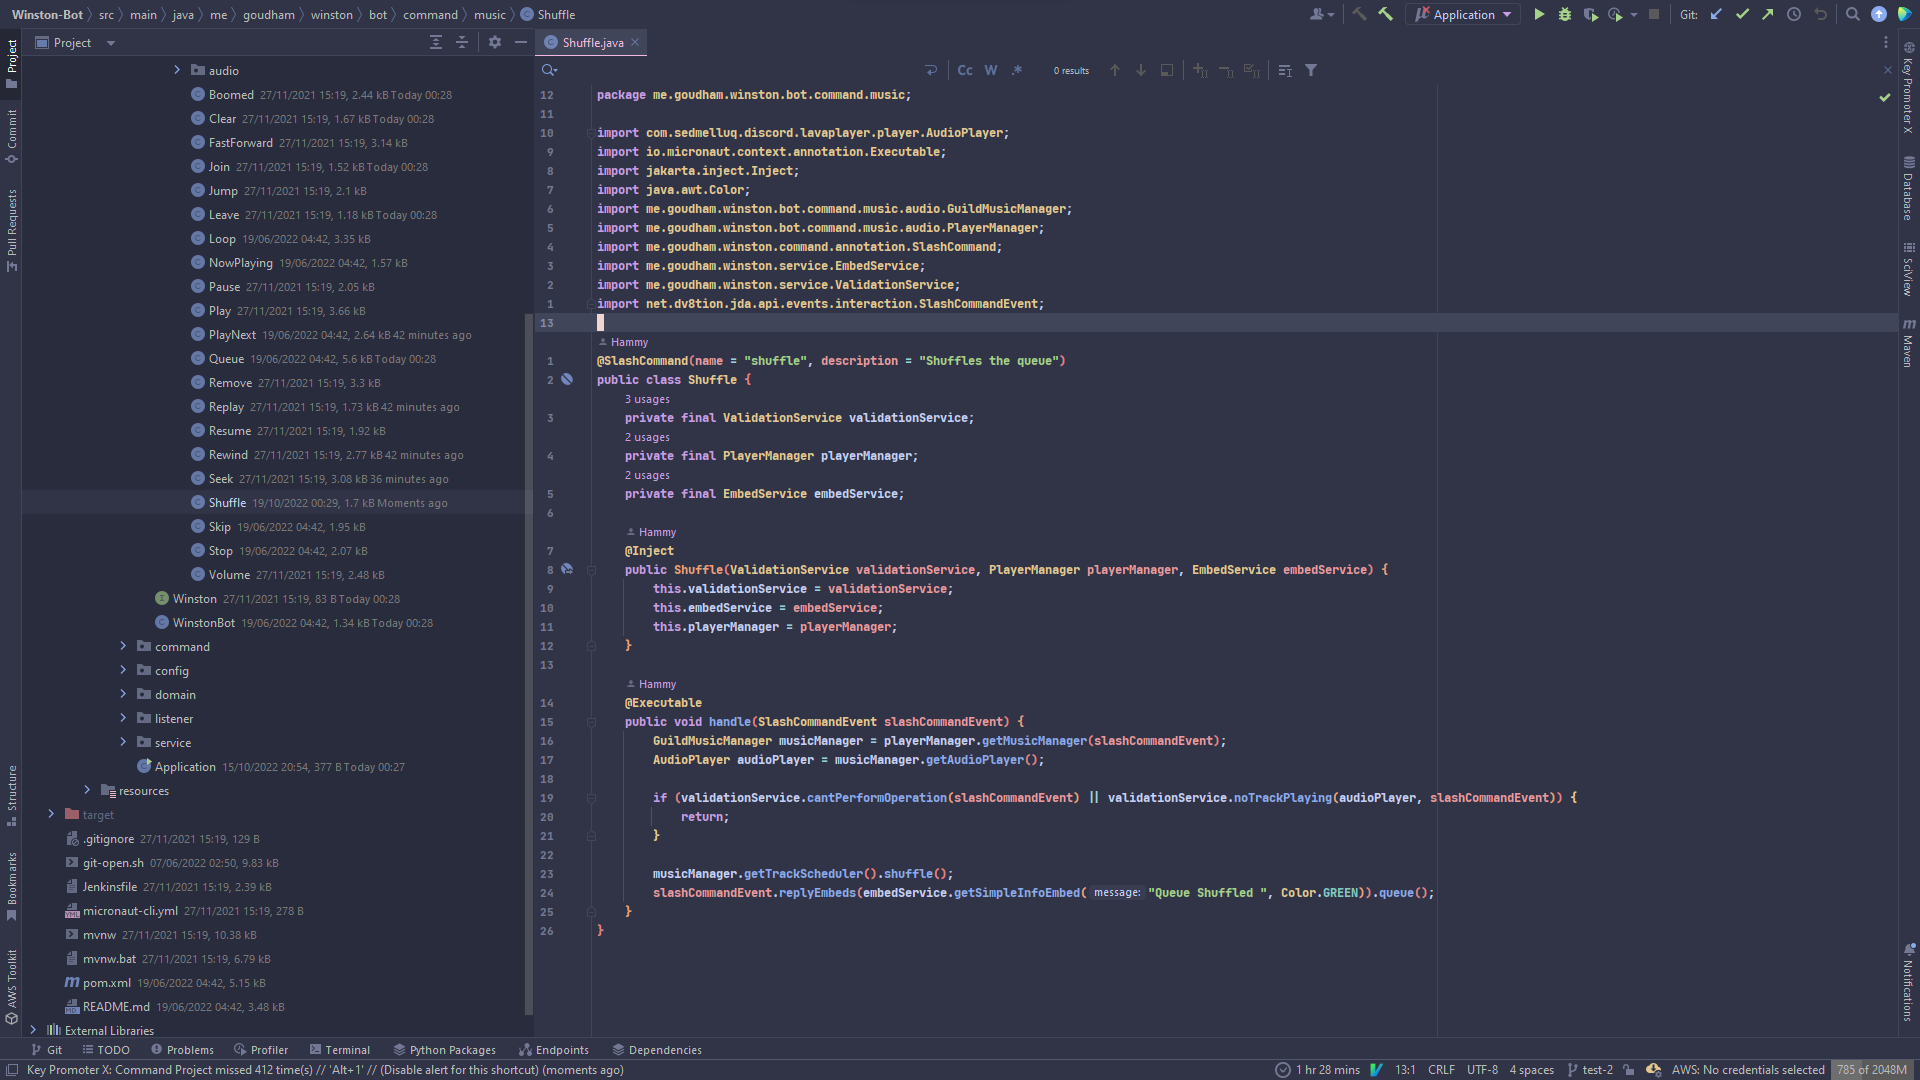 Winston-Bot src main java me goudham winston bot command music Shuffle
Application
Git:
Project
Shuffle.java
audio
Boomed 27/11/2021 15:19, 2.44 kB Today 00:28
Clear 27/11/2021 15:19, 1.67 kB Today 00:28
FastForward 27/11/2021 15:19, 3.14 kB
Join 27/11/2021 15:19, 1.52 kB Today 00:28
Jump 27/11/2021 15:19, 2.1 kB
Leave 27/11/2021 15:19, 1.18 kB Today 00:28
Loop 19/06/2022 04:42, 3.35 kB
NowPlaying 19/06/2022 04:42, 1.57 kB
Pause 27/11/2021 15:19, 2.05 kB
Play 27/11/2021 15:19, 3.66 kB
PlayNext 19/06/2022 04:42, 2.64 kB 42 minutes ago
Queue 19/06/2022 04:42, 5.6 kB Today 00:28
Remove 27/11/2021 15:19, 3.3 kB
Replay 27/11/2021 15:19, 1.73 kB 42 minutes ago
Resume 27/11/2021 15:19, 1.92 kB
Rewind 27/11/2021 15:19, 2.77 kB 42 minutes ago
Seek 27/11/2021 15:19, 3.08 kB 36 minutes ago
Shuffle 19/10/2022 00:29, 1.7 kB Moments ago
Skip 19/06/2022 04:42, 1.95 kB
Stop 19/06/2022 04:42, 2.07 kB
Volume 27/11/2021 15:19, 2.48 kB
Winston 27/11/2021 15:19, 83 B Today 00:28
WinstonBot 19/06/2022 04:42, 1.34 kB Today 00:28
command
config
domain
listener
service
Application 15/10/2022 20:54, 377 B Today 00:27
resources
target
.gitignore 27/11/2021 15:19, 129 B
git-open.sh 07/06/2022 02:50, 9.83 kB
Jenkinsfile 27/11/2021 15:19, 2.39 kB
micronaut-cli.yml 27/11/2021 15:19, 278 B
mvnw 27/11/2021 15:19, 10.38 kB
mvnw.bat 27/11/2021 15:19, 6.79 kB
pom.xml 19/06/2022 04:42, 5.15 kB
README.md 19/06/2022 04:42, 3.48 kB
External Libraries
Cc W .* 0 results
12 package me.goudham.winston.bot.command.music;
11
10 import com.sedmelluq.discord.lavaplayer.player.AudioPlayer;
9 import io.micronaut.context.annotation.Executable;
8 import jakarta.inject.Inject;
7 import java.awt.Color;
6 import me.goudham.winston.bot.command.music.audio.GuildMusicManager;
5 import me.goudham.winston.bot.command.music.audio.PlayerManager;
4 import me.goudham.winston.command.annotation.SlashCommand;
3 import me.goudham.winston.service.EmbedService;
2 import me.goudham.winston.service.ValidationService;
1 import net.dv8tion.jda.api.events.interaction.SlashCommandEvent;
13
Hammy
1 @SlashCommand(name = "shuffle", description = "Shuffles the queue")
2 public class Shuffle {
3 usages
3 private final ValidationService validationService;
2 usages
4 private final PlayerManager playerManager;
2 usages
5 private final EmbedService embedService;
6
Hammy
7 @Inject
8 public Shuffle(ValidationService validationService, PlayerManager playerManager, EmbedService embedService) {
9 this.validationService = validationService;
10 this.embedService = embedService;
11 this.playerManager = playerManager;
12 }
13
Hammy
14 @Executable
15 public void handle(SlashCommandEvent slashCommandEvent) {
16 GuildMusicManager musicManager = playerManager.getMusicManager(slashCommandEvent);
17 AudioPlayer audioPlayer = musicManager.getAudioPlayer();
18
19 if (validationService.cantPerformOperation(slashCommandEvent) || validationService.noTrackPlaying(audioPlayer, slashCommandEvent)) {
20 return;
21 }
22
23 musicManager.getTrackScheduler().shuffle();
24 slashCommandEvent.replyEmbeds(embedService.getSimpleInfoEmbed( message: "Queue Shuffled ", Color.GREEN)).queue();
25 }
26 }
Project
Commit
Pull Requests
Structure
Bookmarks
AWS Toolkit
Key Promoter X
Database
SciView
Maven
Notifications
Git TODO Problems Profiler Terminal Python Packages Endpoints Dependencies
Key Promoter X: Command Project missed 412 time(s) // 'Alt+1' // (Disable alert for this shortcut) (moments ago)
1 hr 28 mins 13:1 CRLF UTF-8 4 spaces test-2 AWS: No credentials selected 785 of 2048M